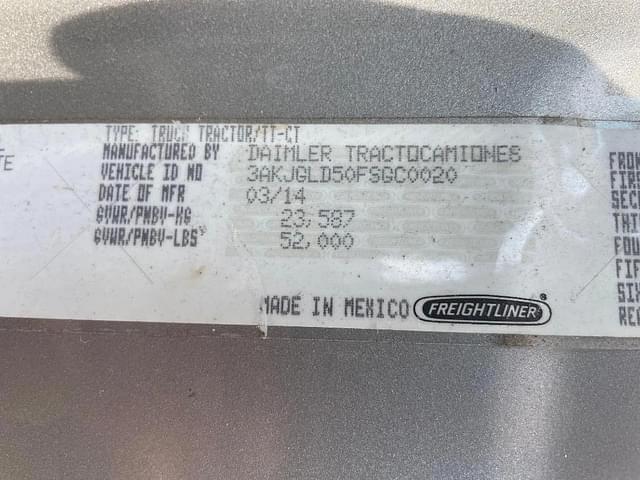 TYPE: TRUCK TRACTOR/TT-CT
MANUFACTURED BY DAIMLER TRACTOCAMIONES
VEHICLE ID NO 3AKJGLD50FSGC0020
DATE OF MFR 03/14
GVWR/PNBV-KG 23,587
GVWR/PNBV-LBS 52,000
MADE IN MEXICO FREIGHTLINER